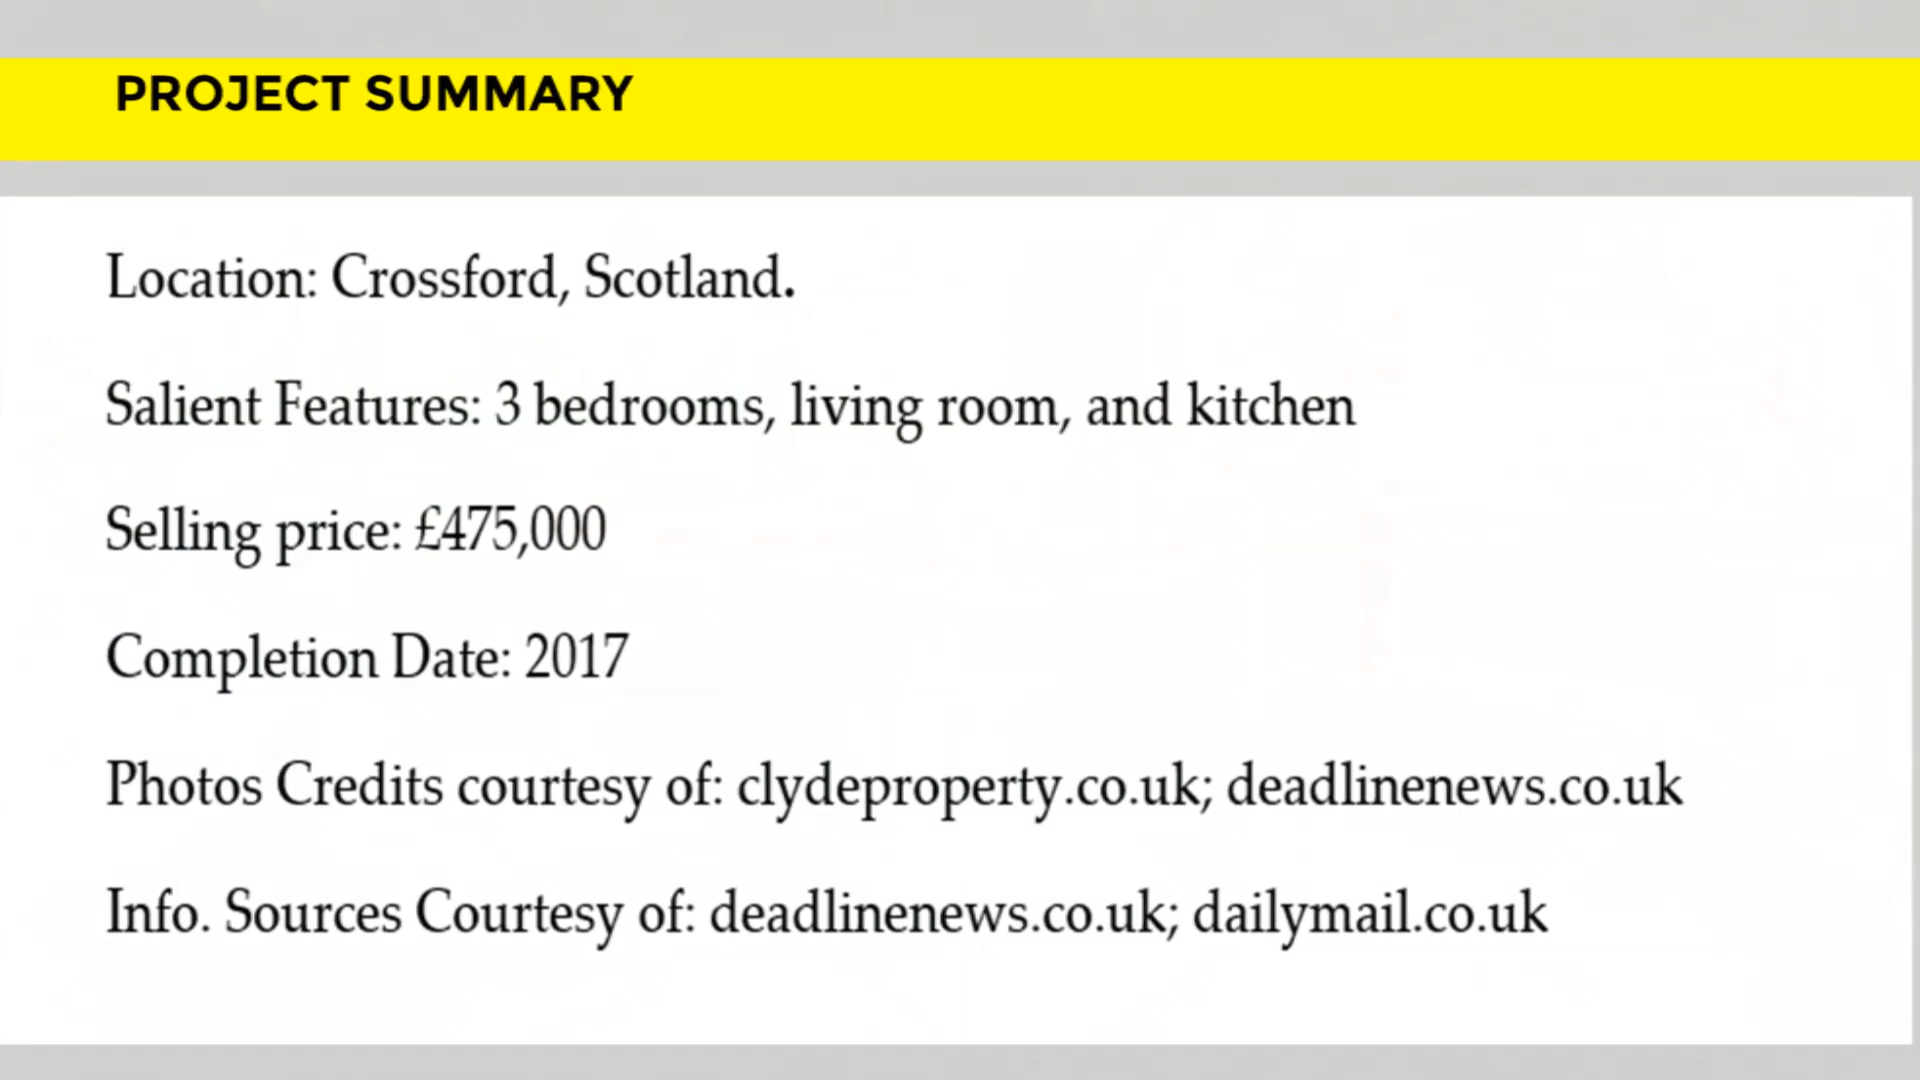 PROJECT SUMMARY
Location: Crossford, Scotland.
Salient Features: 3 bedrooms, living room, and kitchen
Selling price: £475,000
Completion Date: 2017
Photos Credits courtesy of: clydeproperty.co.uk; deadlinenews.co.uk
Info. Sources Courtesy of: deadlinenews.co.uk; dailymail.co.uk